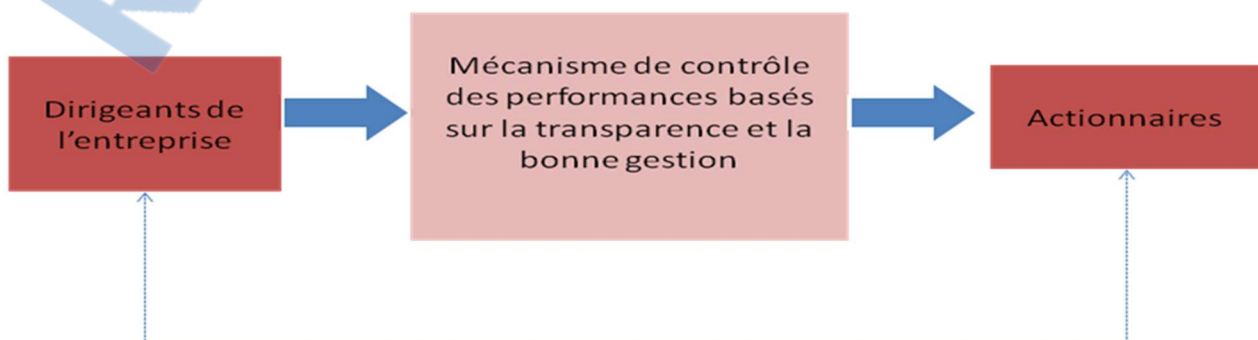 Dirigeants de
l'entreprise
Mécanisme de contrôle
des performances basés
sur la transparence et la
bonne gestion
Actionnaires